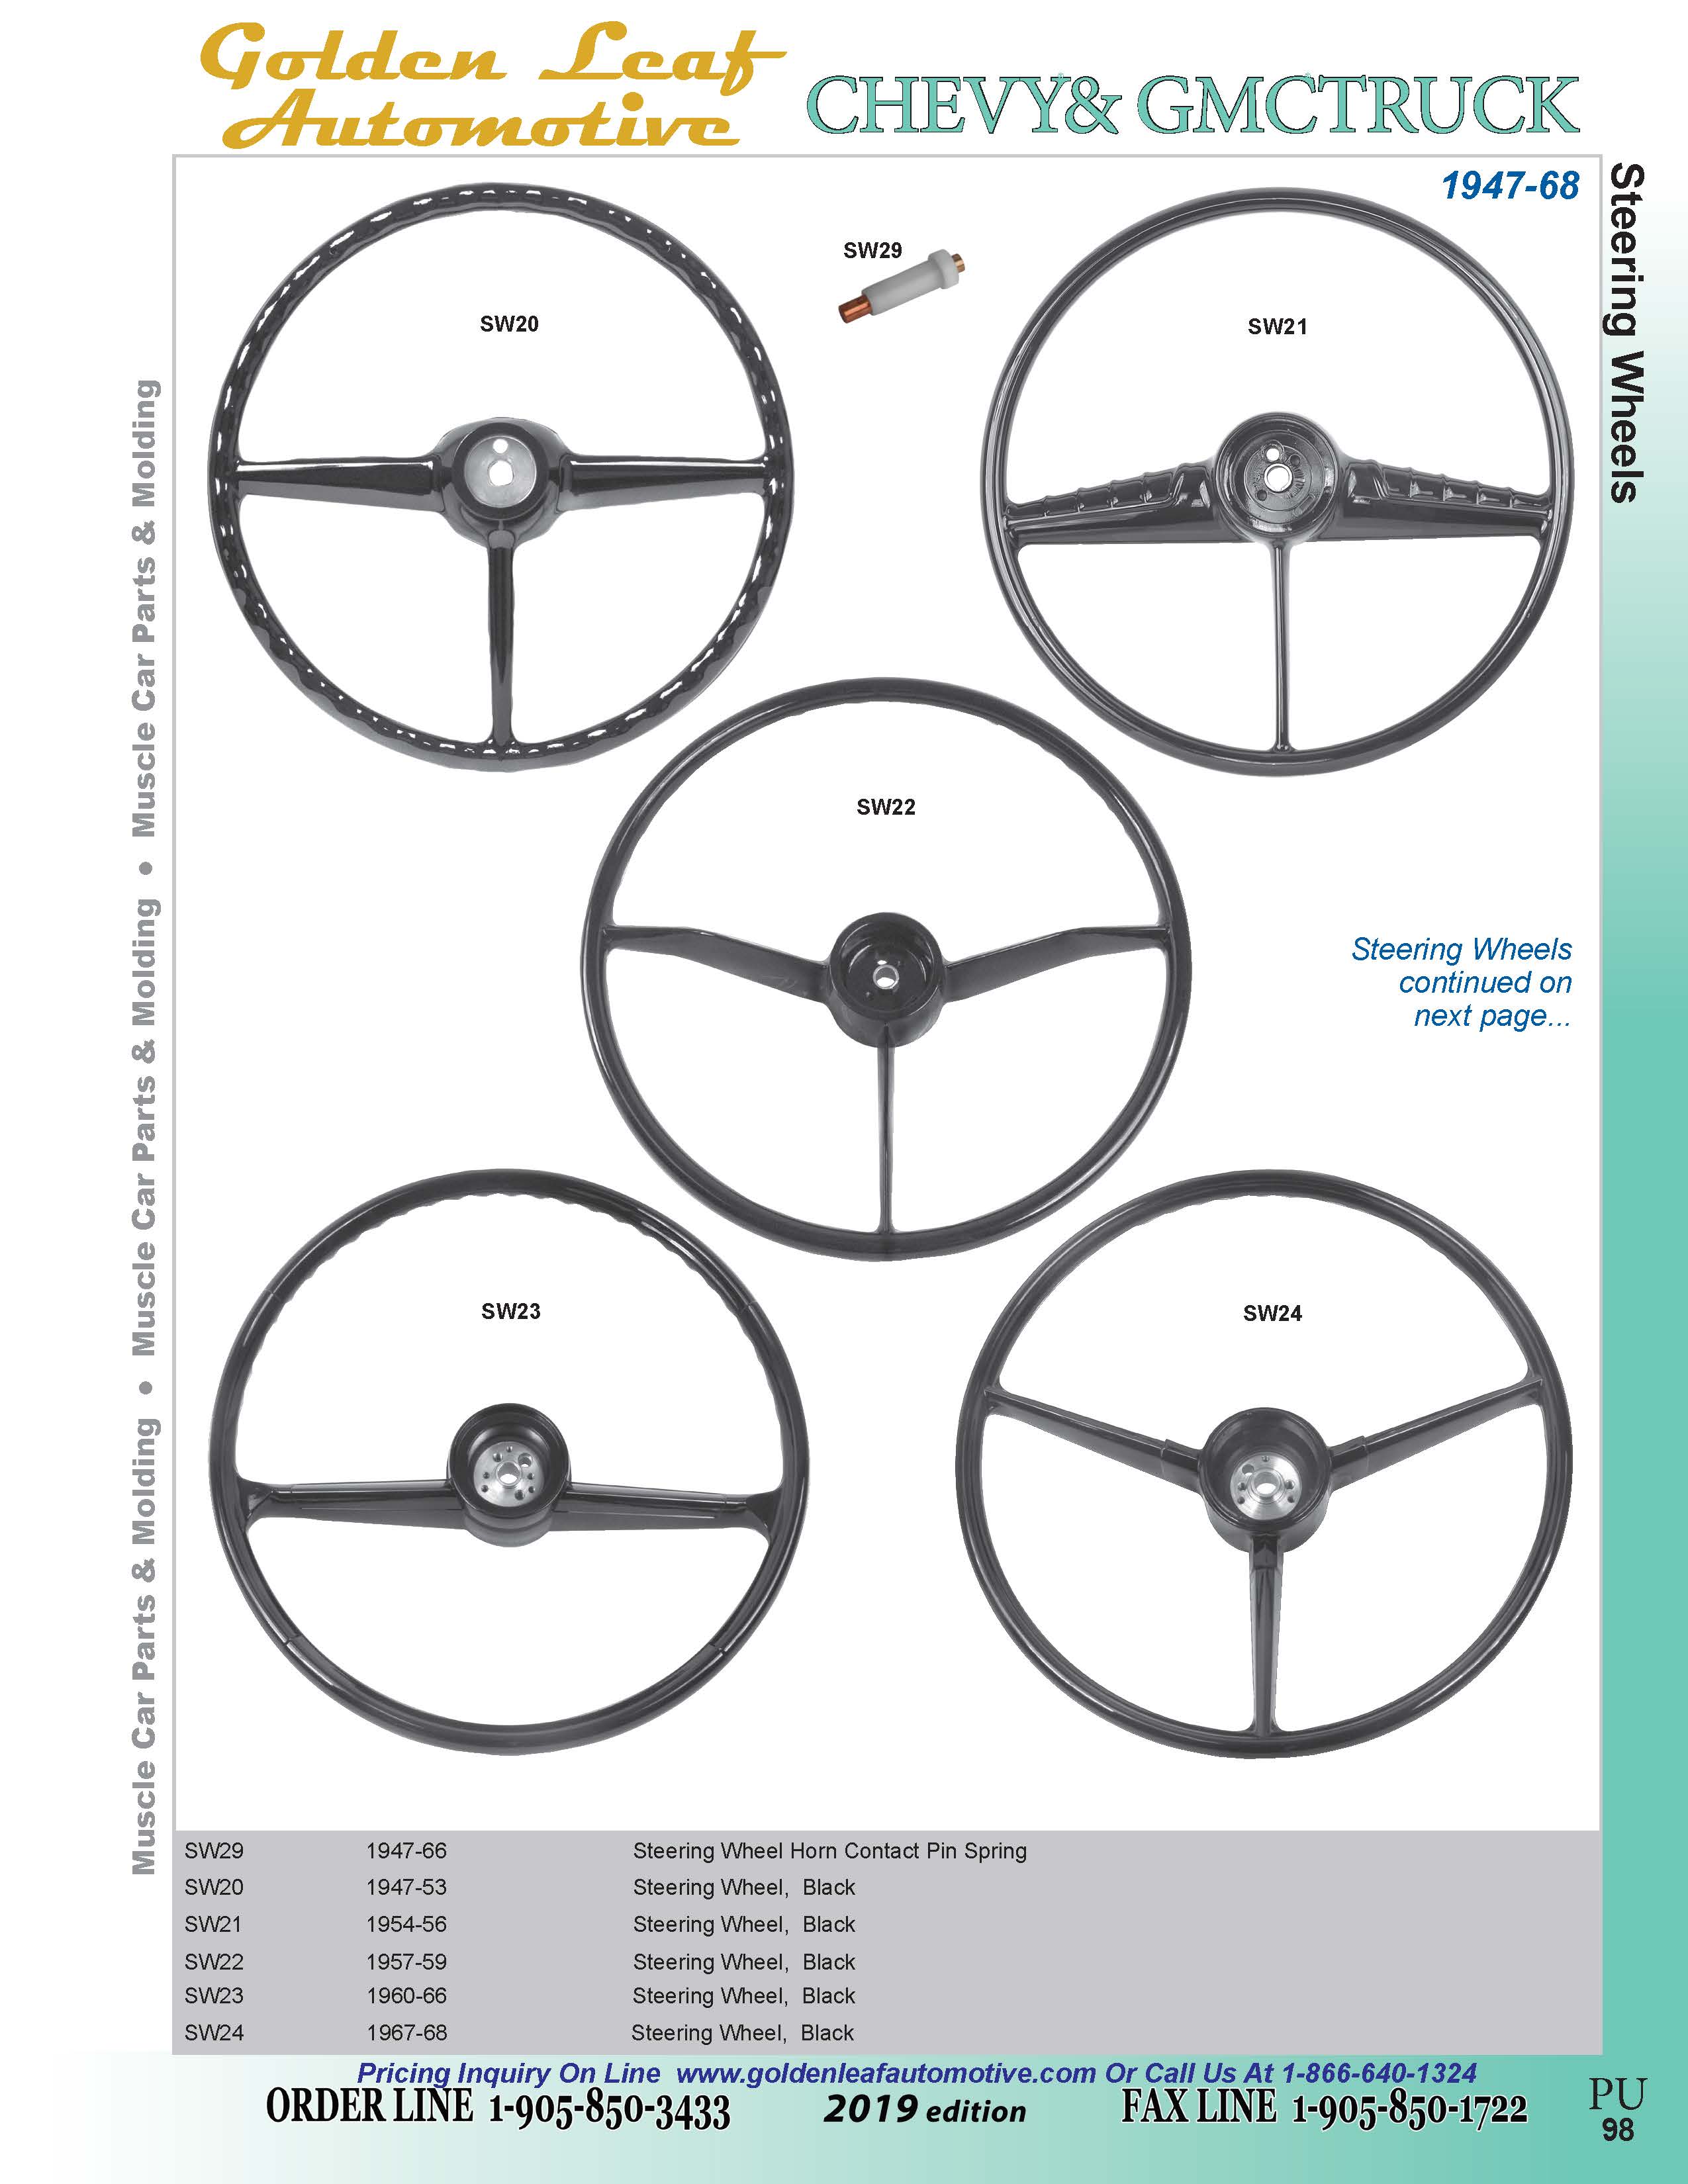 Golden Leaf
Automotive
CHEVY& GMCTRUCK
1947-68
Steering Wheels
SW29
SW20
SW21
SW22
Steering Wheels
continued on
next page...
SW23
SW24
Muscle Car Parts & Molding • Muscle Car Parts & Molding • Muscle Car Parts & Molding
SW29 1947-66 Steering Wheel Horn Contact Pin Spring
SW20 1947-53 Steering Wheel, Black
SW21 1954-56 Steering Wheel, Black
SW22 1957-59 Steering Wheel, Black
SW23 1960-66 Steering Wheel, Black
SW24 1967-68 Steering Wheel, Black
Pricing Inquiry On Line www.goldenleafautomotive.com Or Call Us At 1-866-640-1324
ORDER LINE 1-905-850-3433 2019 edition FAX LINE 1-905-850-1722
PU
98